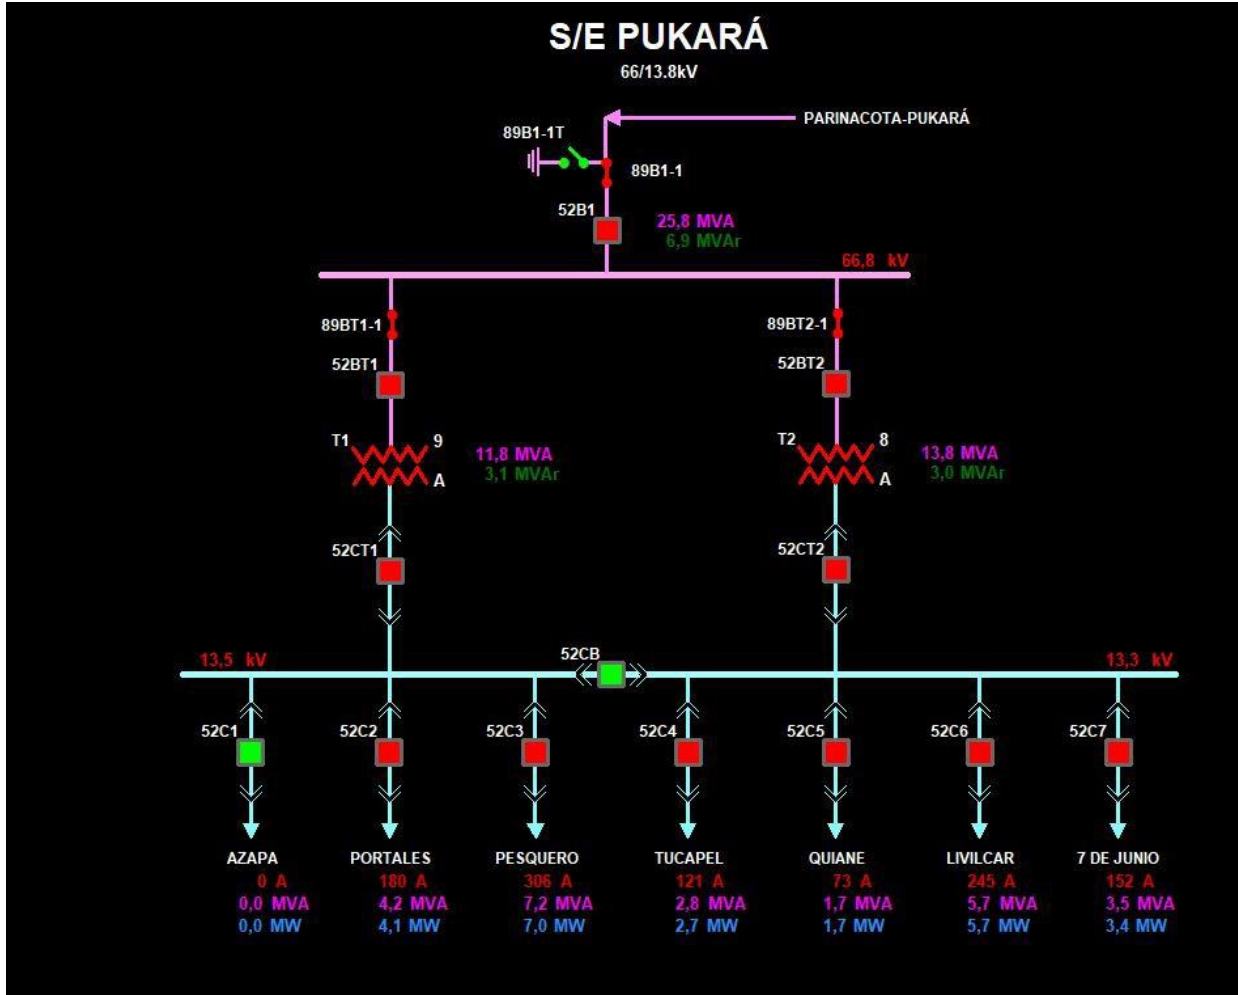 S/E PUKARÁ
66/13.8kV
PARINACOTA-PUKARÁ
89B1-1T
89B1-1
52B1
25,8 MVA
6,9 MVAr
66,8 kV
89BT1-1
89BT2-1
52BT1
52BT2
T1 9
11,8 MVA
3,1 MVAr
A
T2 8
13,8 MVA
3,0 MVAr
A
52CT1
52CT2
13,5 kV
52CB
13,3 kV
52C1 52C2 52C3 52C4 52C5 52C6 52C7
AZAPA PORTALES PESQUERO TUCAPEL QUIANE LIVILCAR 7 DE JUNIO
0 A 180 A 306 A 121 A 73 A 245 A 152 A
0,0 MVA 4,2 MVA 7,2 MVA 2,8 MVA 1,7 MVA 5,7 MVA 3,5 MVA
0,0 MW 4,1 MW 7,0 MW 2,7 MW 1,7 MW 5,7 MW 3,4 MW